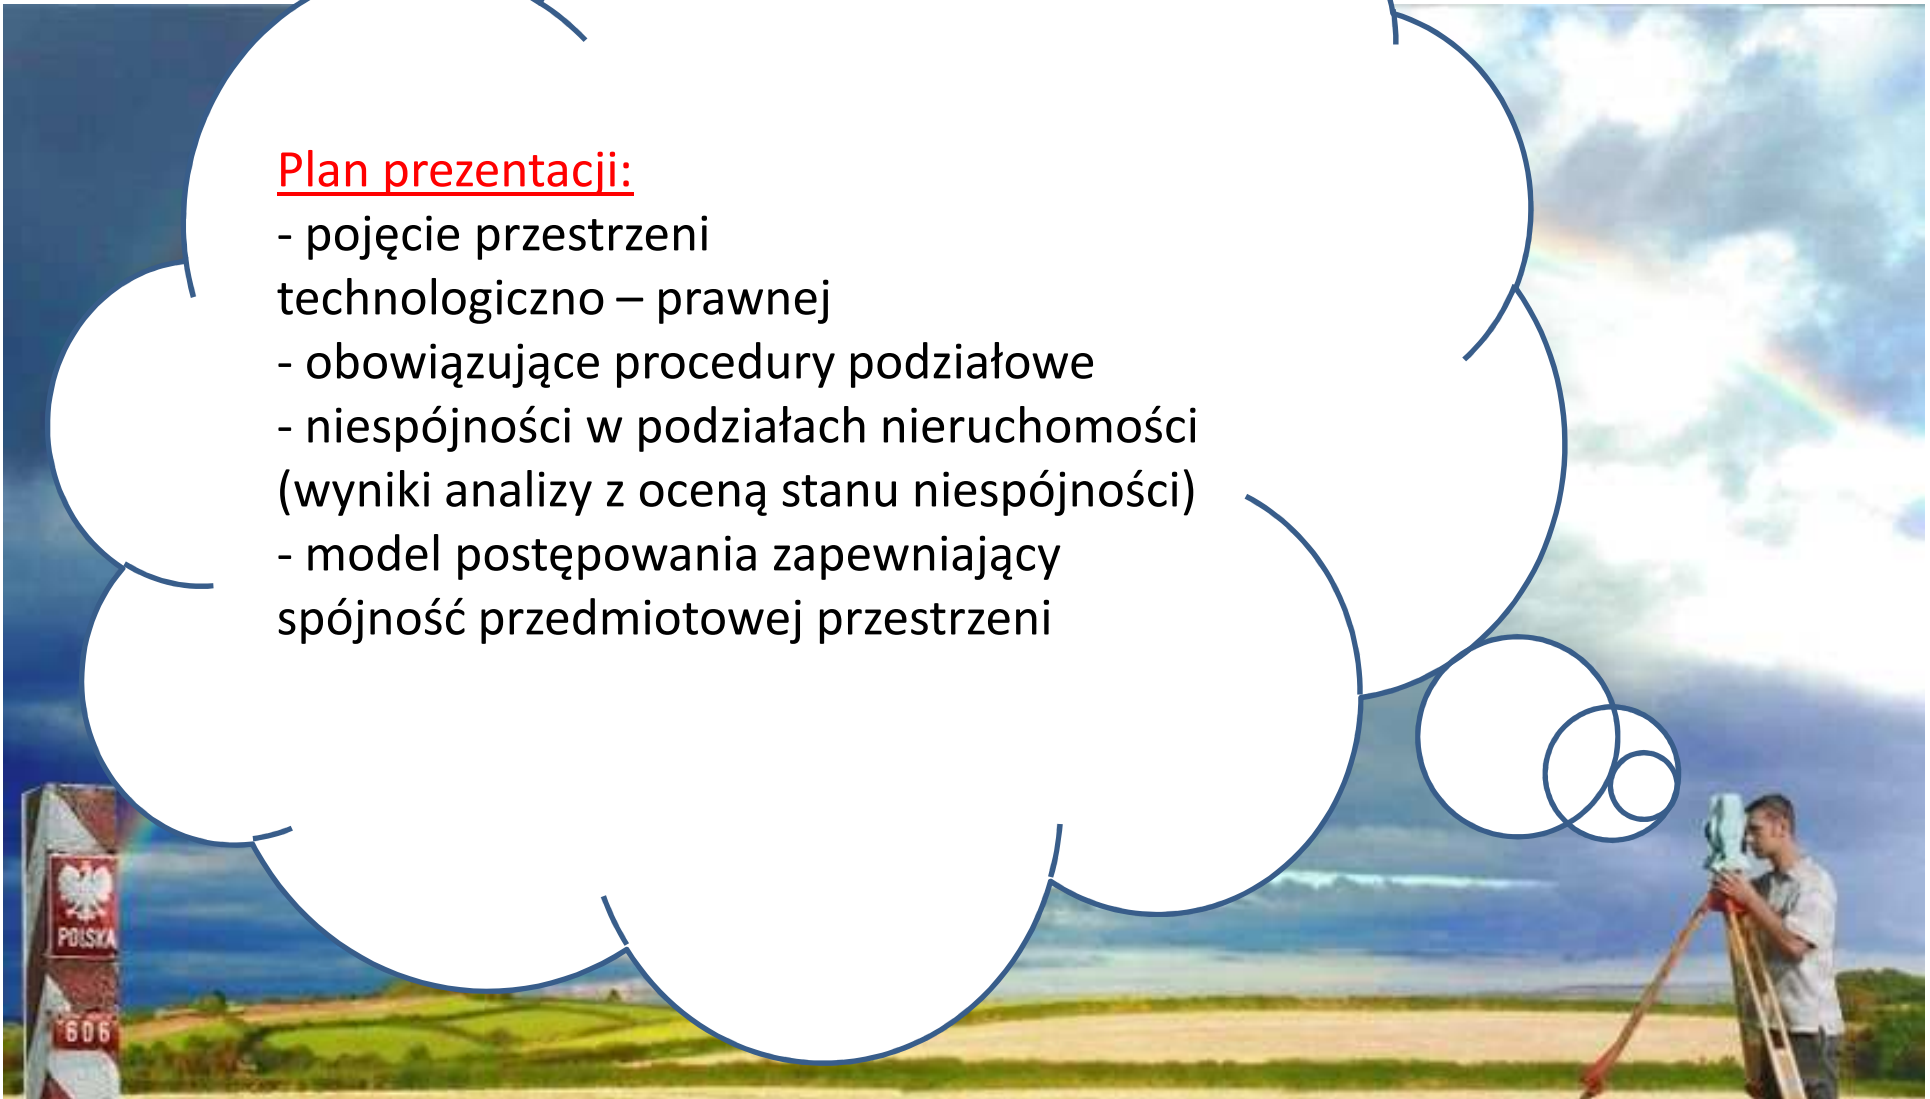 Plan prezentacji:
- pojęcie przestrzeni
technologiczno – prawnej
- obowiązujące procedury podziałowe
- niespójności w podziałach nieruchomości
(wyniki analizy z oceną stanu niespójności)
- model postępowania zapewniający
spójność przedmiotowej przestrzeni
POLSKA
606